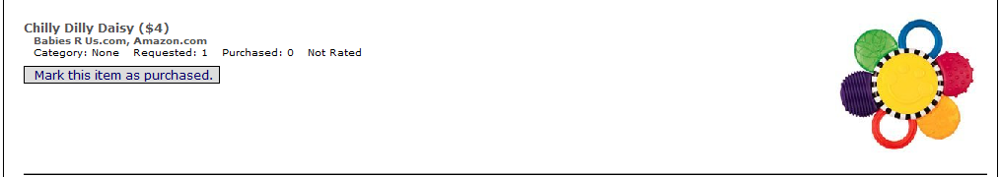 Chilly Dilly Daisy ($4)
Babies R Us.com, Amazon.com
Category: None Requested: 1 Purchased: 0 Not Rated
Mark this item as purchased.